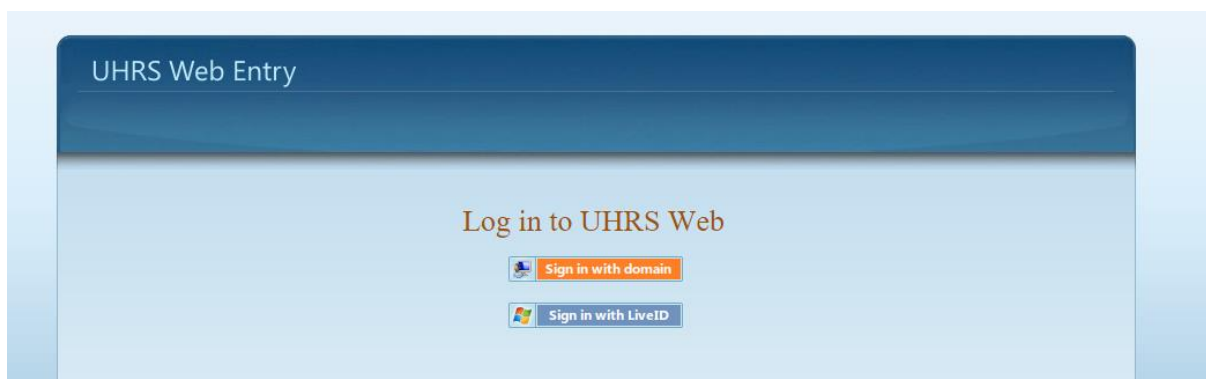 UHRS Web Entry
Log in to UHRS Web
Sign in with domain
Sign in with LiveID